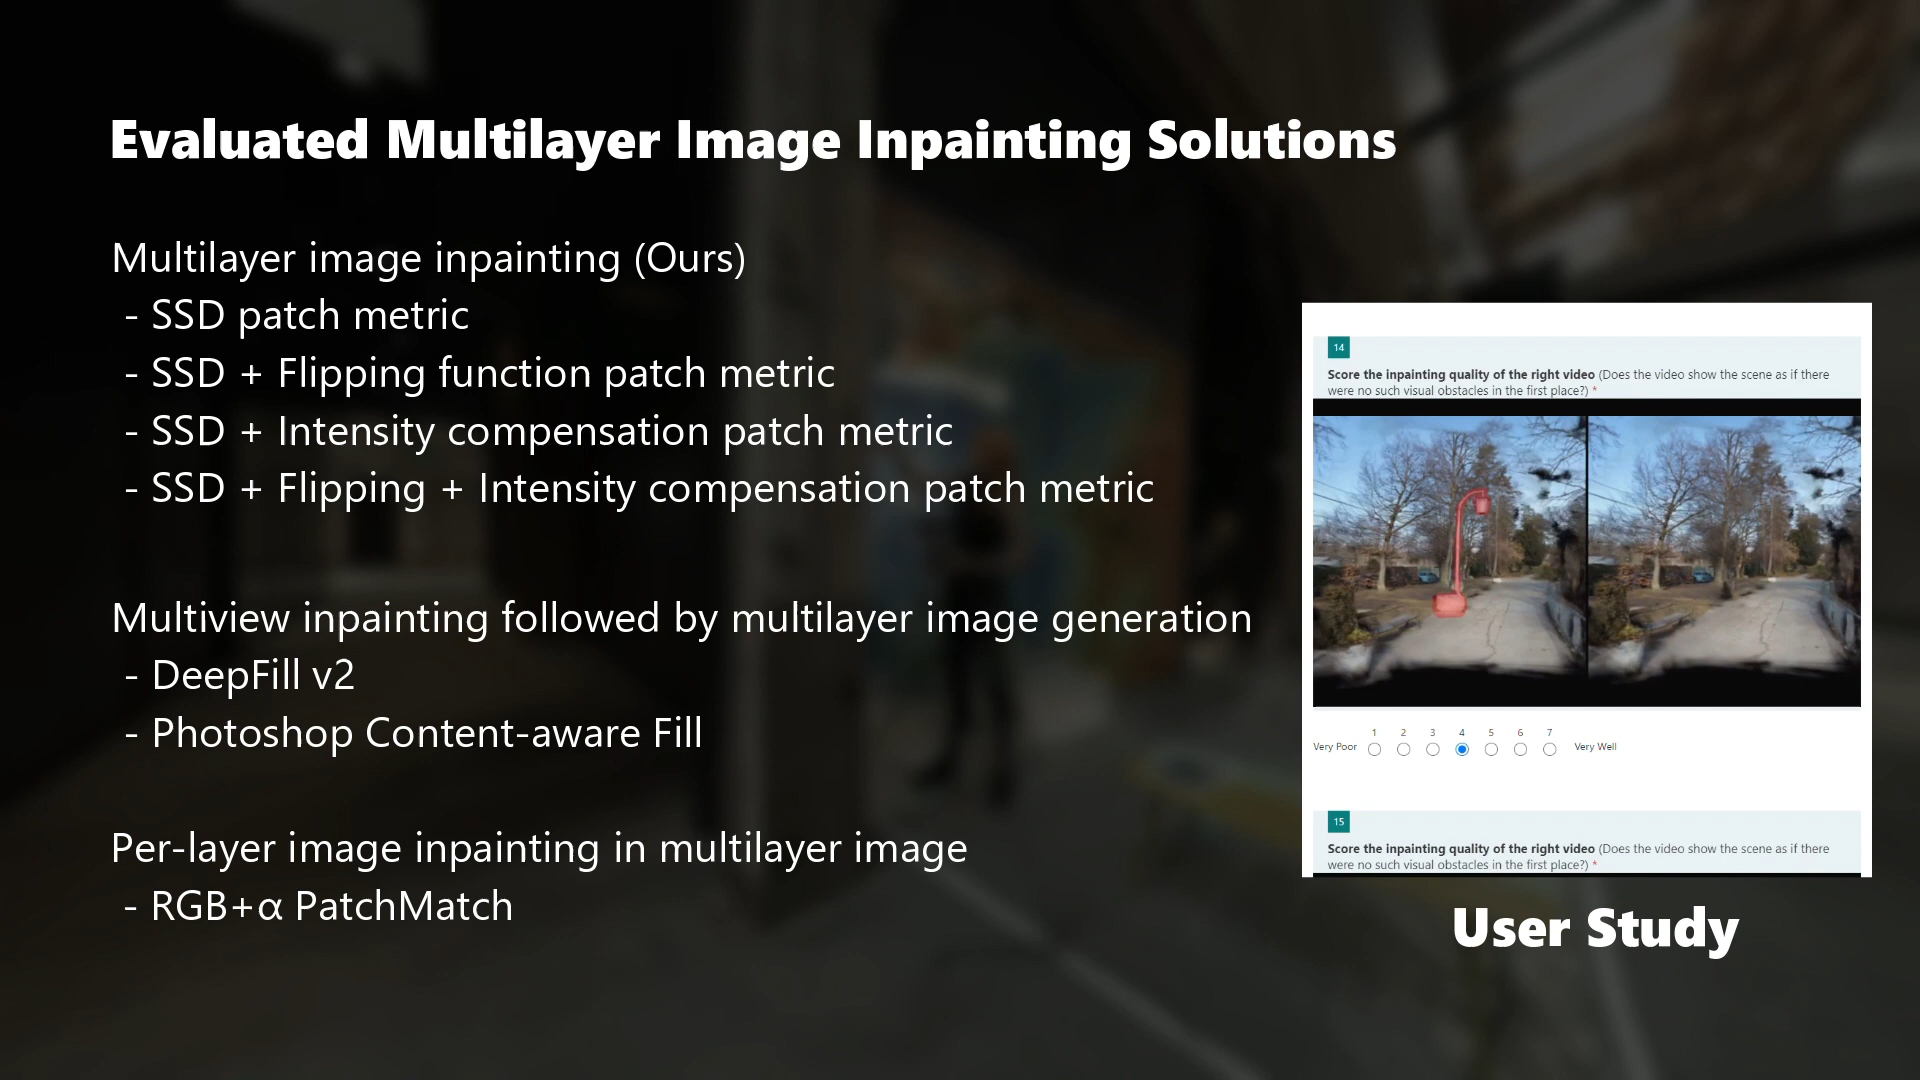 Evaluated Multilayer Image Inpainting Solutions
Multilayer image inpainting (Ours)
- SSD patch metric
- SSD + Flipping function patch metric
- SSD + Intensity compensation patch metric
- SSD + Flipping + Intensity compensation patch metric
Multiview inpainting followed by multilayer image generation
- DeepFill v2
- Photoshop Content-aware Fill
Per-layer image inpainting in multilayer image
- RGB+α PatchMatch
14
Score the inpainting quality of the right video (Does the video show the scene as if there
were no such visual obstacles in the first place?) *
1 2 3 4 5 6 7
Very Poor Very Well
15
Score the inpainting quality of the right video (Does the video show the scene as if there
were no such visual obstacles in the first place?) *
User Study